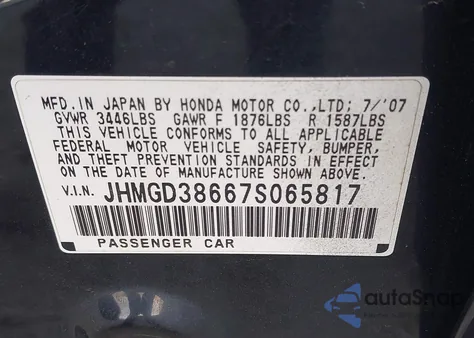 MFD. IN JAPAN BY HONDA MOTOR CO., LTD: 7/'07
GVWR 3446LBS GAWR F 1876LBS R 1587LBS
THIS VEHICLE CONFORMS TO ALL APPLICABLE
FEDERAL MOTOR VEHICLE SAFETY, BUMPER,
AND THEFT PREVENTION STANDARDS IN EFFECT
ON THE DATE OF MANUFACTURE SHOWN ABOVE.
V.I.N. JHMGD38667S065817
PASSENGER CAR
autoSnap